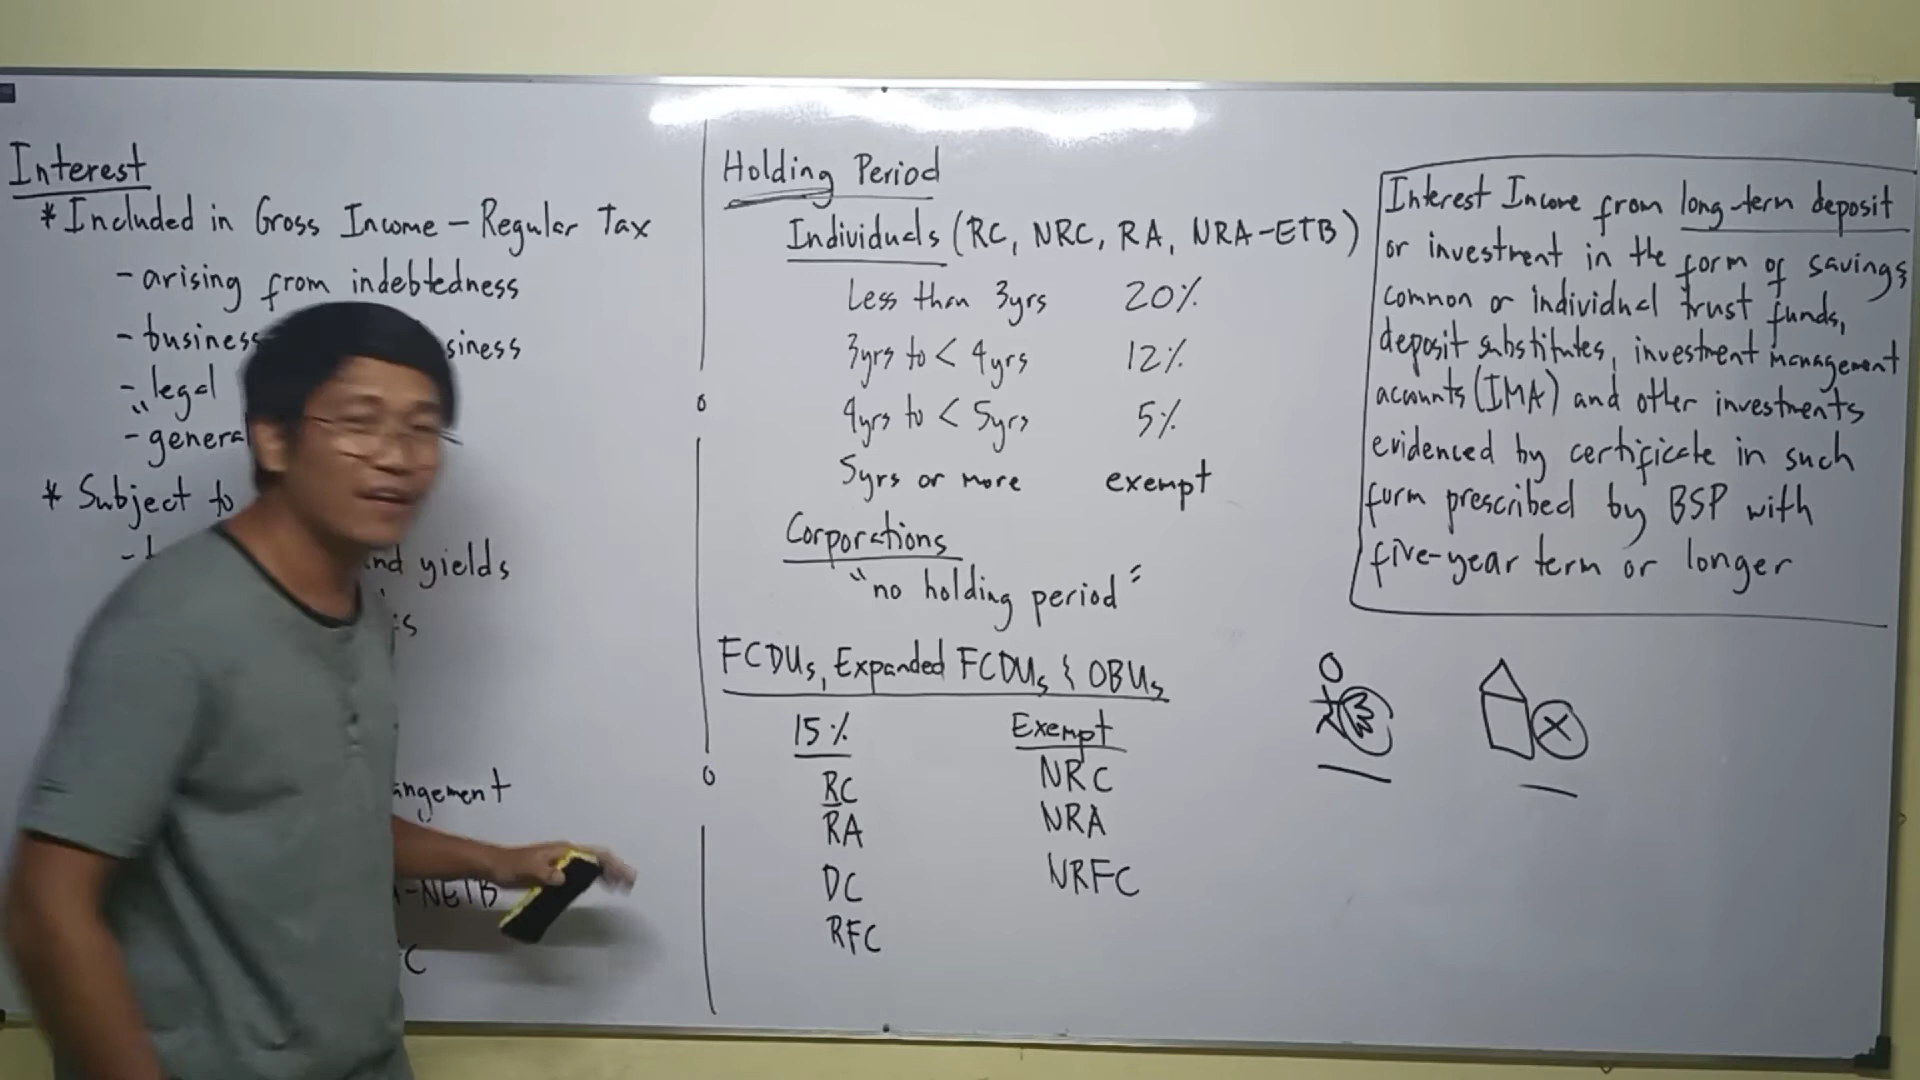 Interest
* Included in Gross Income - Regular Tax
- arising from indebtedness
- business siness
- legal
"
- genera
* Subject to
nd yields
is
angement
-NETB
C
Holding Period
Individuals (RC, NRC, RA, NRA-ETB)
Less than 3yrs 20%
3yrs to < 4yrs 12%
4yrs to < 5yrs 5%
5yrs or more exempt
Corporations
"no holding period"
FCDUs, Expanded FCDUs & OBUs
15% Exempt
RC NRC
RA NRA
DC NRFC
RFC
Interest Income from long-term deposit
or investment in the form of savings
common or individual trust funds,
deposit substitutes, investment management
accounts (IMA) and other investments
evidenced by certificate in such
form prescribed by BSP with
five-year term or longer